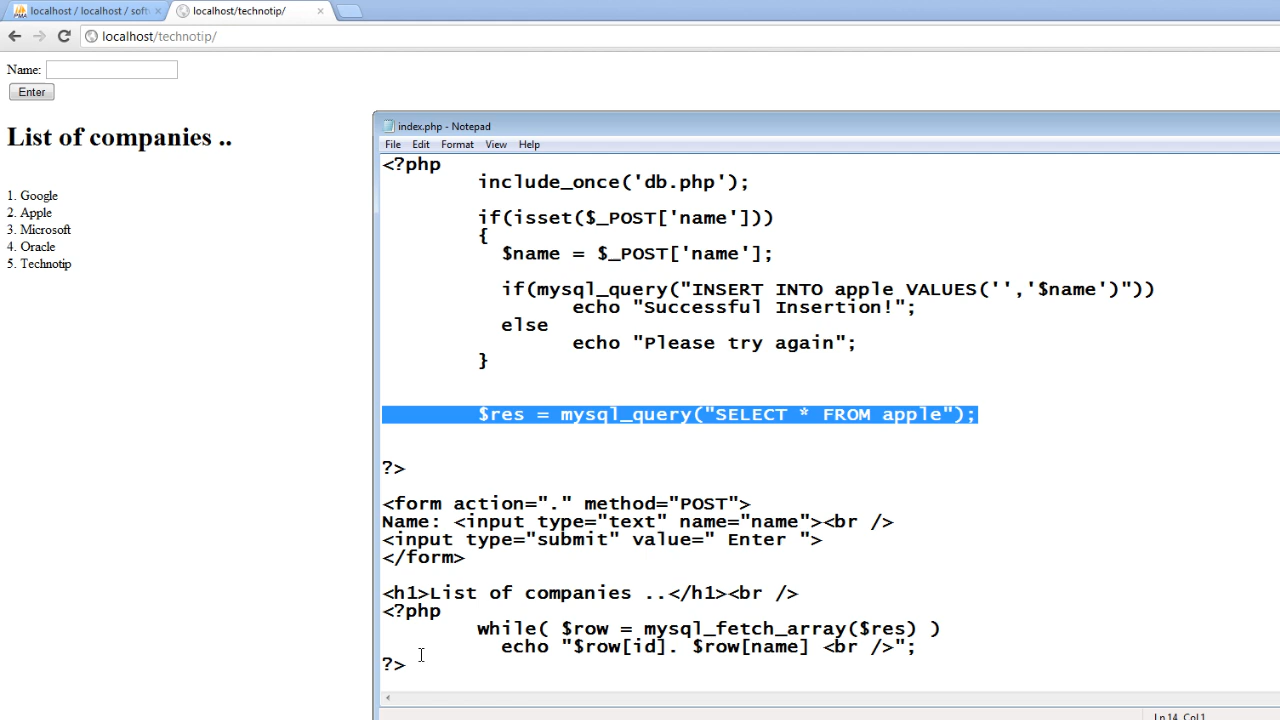 localhost / localhost / soft
localhost/technotip/
localhost/technotip/
Name:
Enter
List of companies ..
1. Google
2. Apple
3. Microsoft
4. Oracle
5. Technotip
index.php - Notepad
File Edit Format View Help
<?php
include_once('db.php');
if(isset($_POST['name']))
{
$name = $_POST['name'];
if(mysql_query("INSERT INTO apple VALUES('','$name')"))
echo "Successful Insertion!";
else
echo "Please try again";
}
$res = mysql_query("SELECT * FROM apple");
?>
<form action="." method="POST">
Name: <input type="text" name="name"><br />
<input type="submit" value=" Enter ">
</form>
<h1>List of companies ..</h1><br />
<?php
while( $row = mysql_fetch_array($res) )
echo "$row[id]. $row[name] <br />";
?>
Ln 14, Col 1